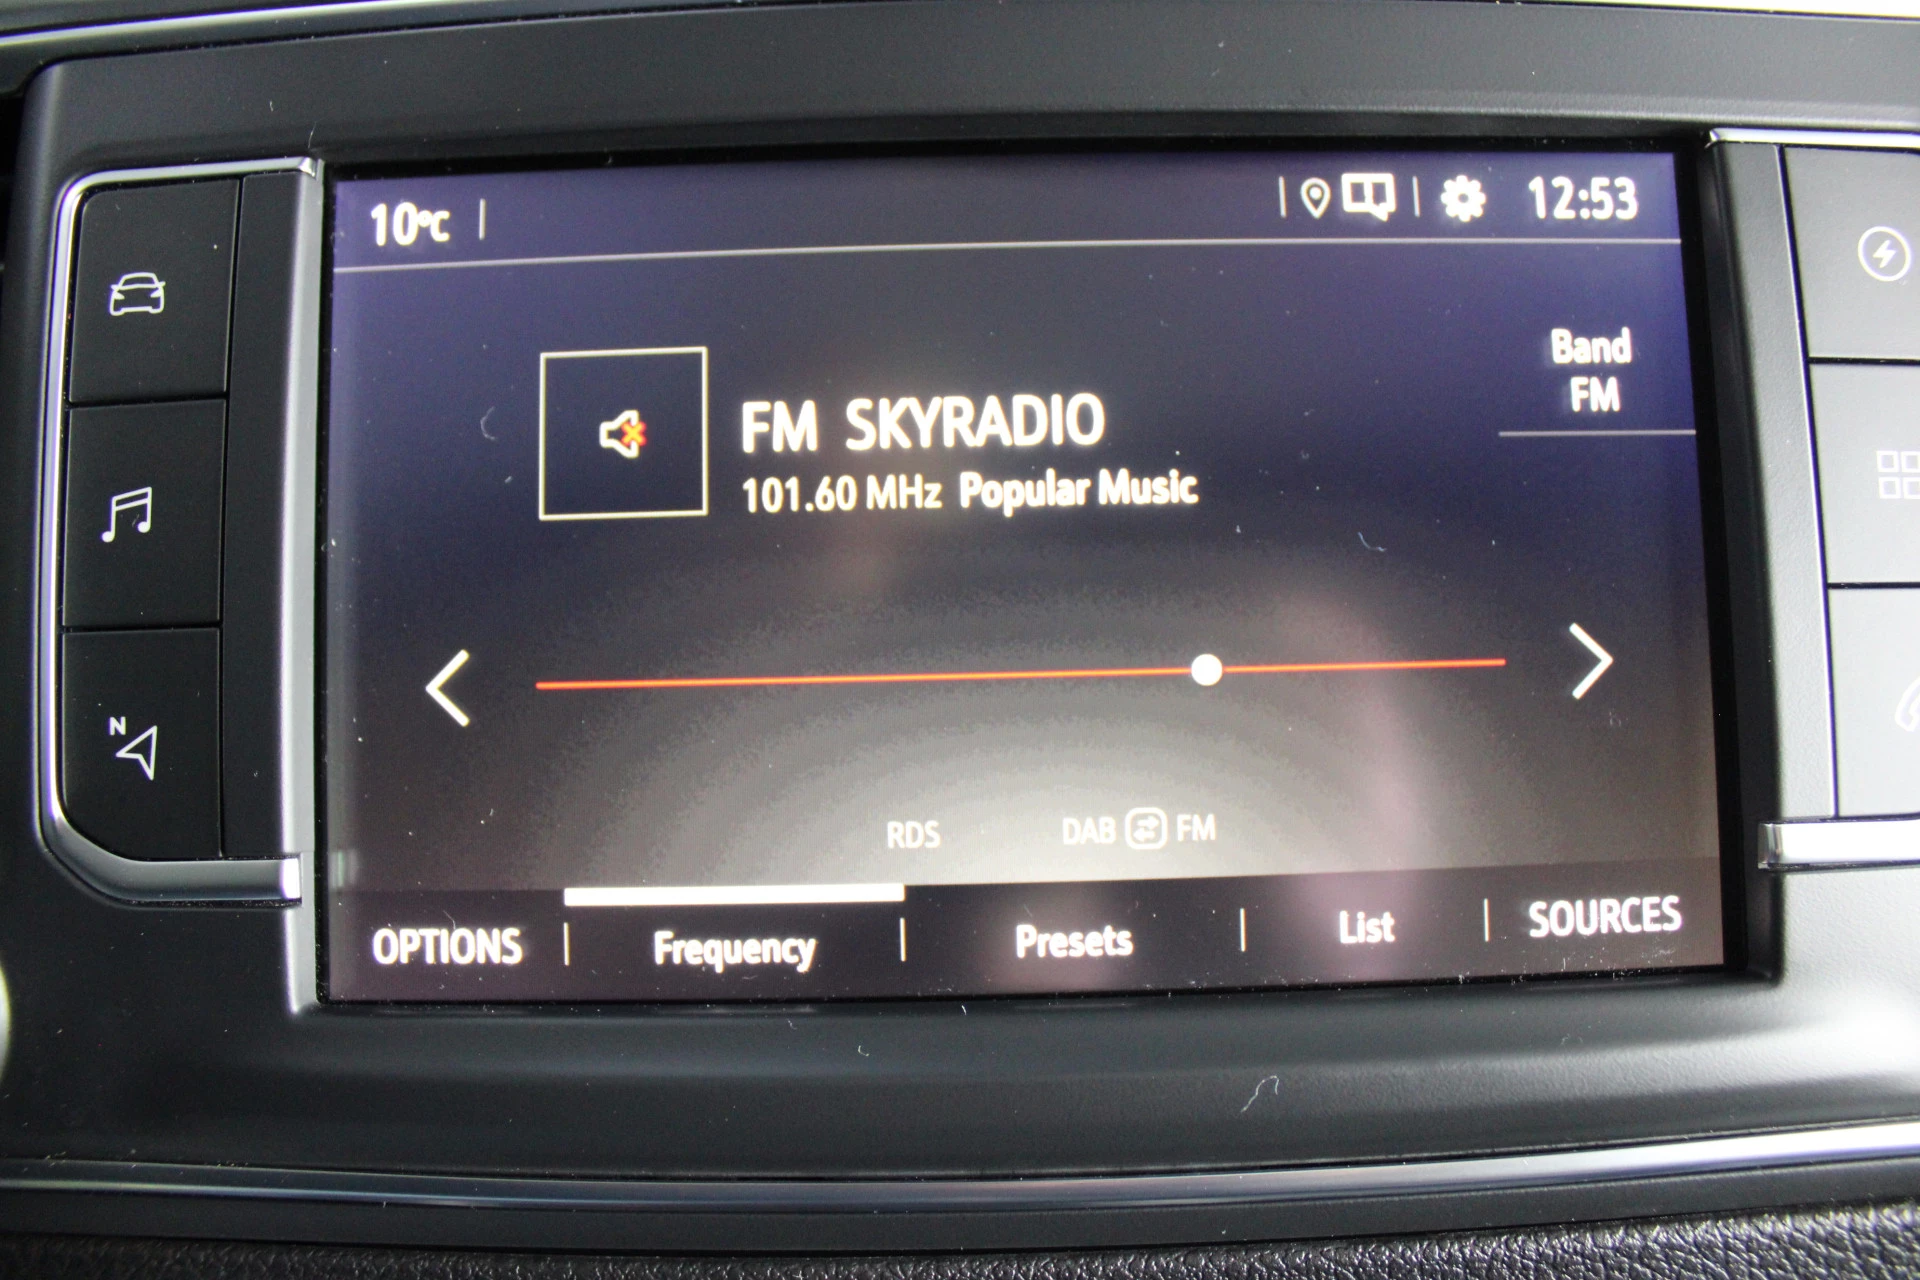 10°C
12:53
Band
FM
FM SKYRADIO
101.60 MHz Popular Music
RDS DAB FM
OPTIONS Frequency Presets List SOURCES
N